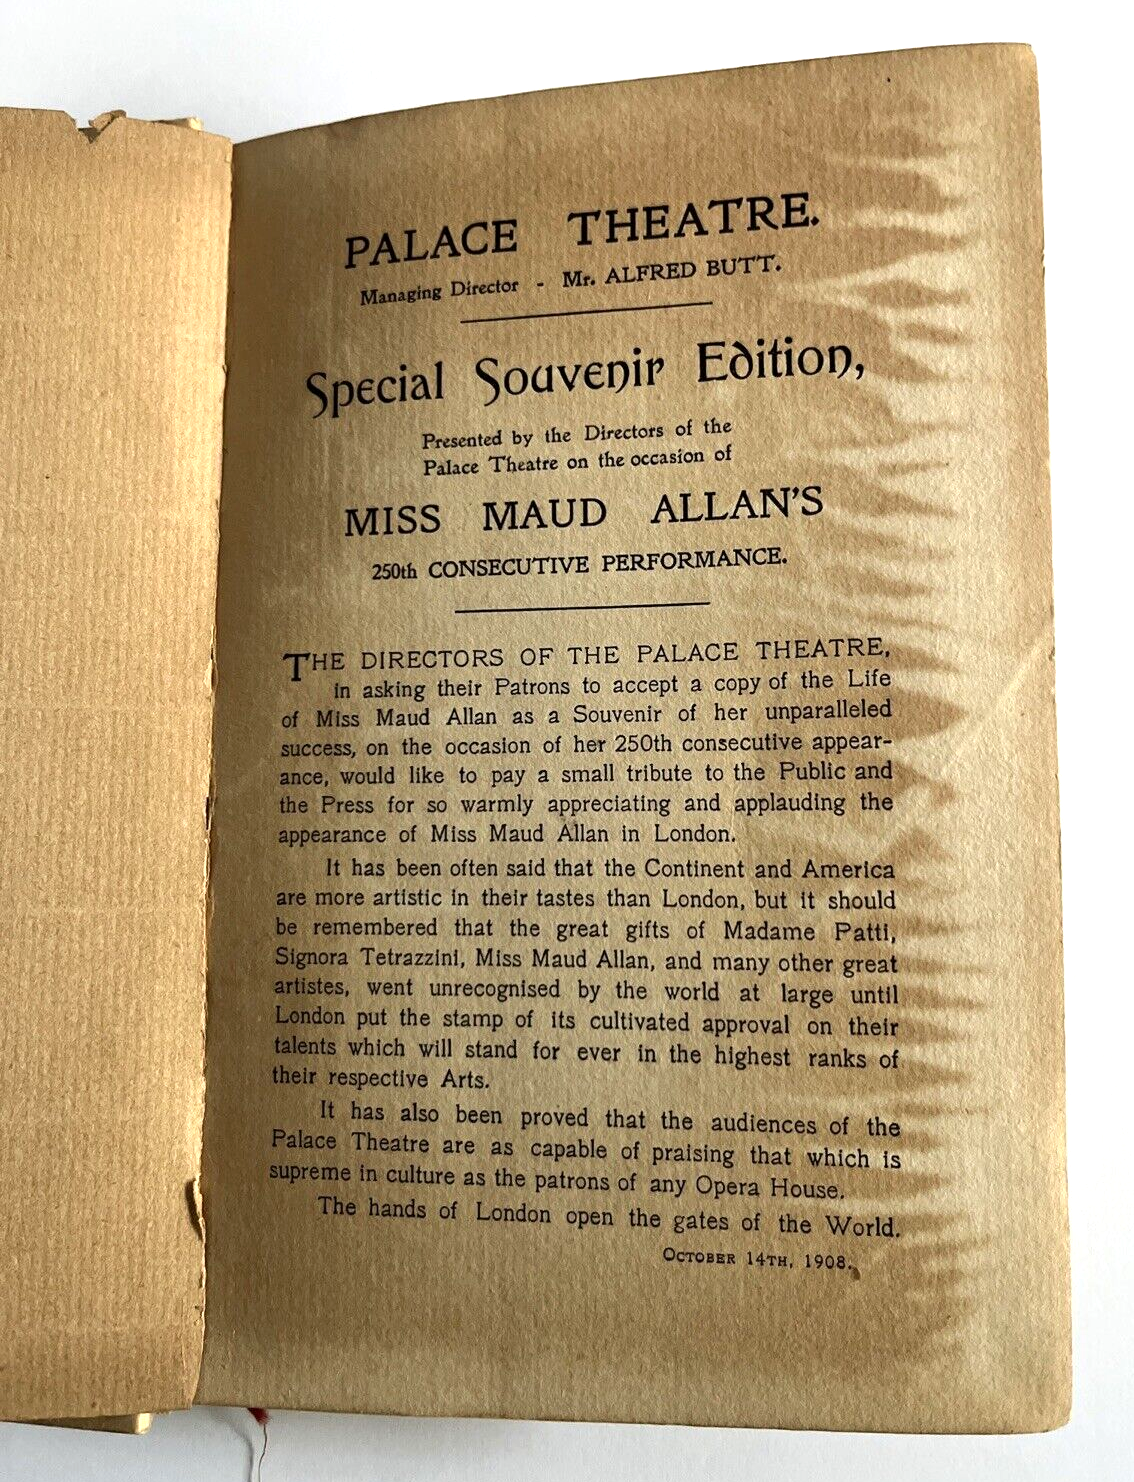 PALACE THEATRE.
Managing Director - Mr. ALFRED BUTT.
Special Souvenir Edition,
Presented by the Directors of the
Palace Theatre on the occasion of
MISS MAUD ALLAN'S
250th CONSECUTIVE PERFORMANCE.
THE DIRECTORS OF THE PALACE THEATRE,
in asking their Patrons to accept a copy of the Life
of Miss Maud Allan as a Souvenir of her unparalleled
success, on the occasion of her 250th consecutive appear-
ance, would like to pay a small tribute to the Public and
the Press for so warmly appreciating and applauding the
appearance of Miss Maud Allan in London.
It has been often said that the Continent and America
are more artistic in their tastes than London, but it should
be remembered that the great gifts of Madame Patti,
Signora Tetrazzini, Miss Maud Allan, and many other great
artistes, went unrecognised by the world at large until
London put the stamp of its cultivated approval on their
talents which will stand for ever in the highest ranks of
their respective Arts.
It has also been proved that the audiences of the
Palace Theatre are as capable of praising that which is
supreme in culture as the patrons of any Opera House.
The hands of London open the gates of the World.
OCTOBER 14TH, 1908.